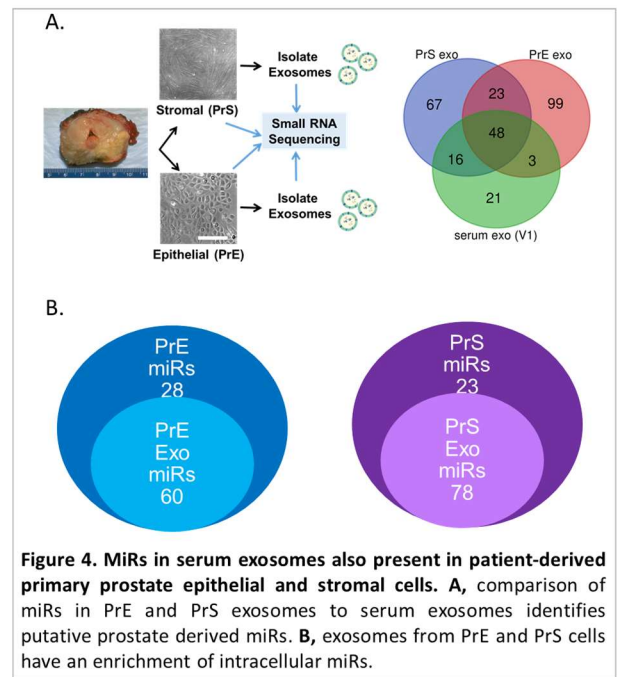 A.
Stromal (PrS)
Isolate
Exosomes
Small RNA
Sequencing
Isolate
Exosomes
Epithelial (PrE)
PrS exo
PrE exo
67
23
99
48
16
3
21
serum exo (V1)
B.
PrE
miRs
28
PrE
Exo
miRs
60
PrS
miRs
23
PrS
Exo
miRs
78
Figure 4. MiRs in serum exosomes also present in patient-derived
primary prostate epithelial and stromal cells. A, comparison of
miRs in PrE and PrS exosomes to serum exosomes identifies
putative prostate derived miRs. B, exosomes from PrE and PrS cells
have an enrichment of intracellular miRs.